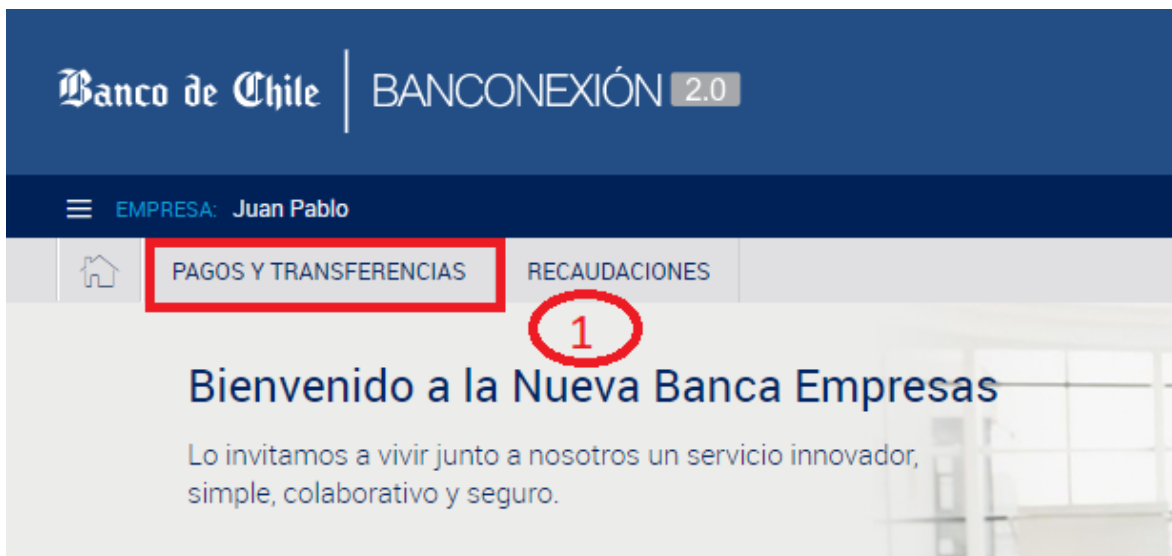 Banco de Chile BANCONEXIÓN 2.0
EMPRESA: Juan Pablo
PAGOS Y TRANSFERENCIAS RECAUDACIONES
1
Bienvenido a la Nueva Banca Empresas
Lo invitamos a vivir junto a nosotros un servicio innovador,
simple, colaborativo y seguro.